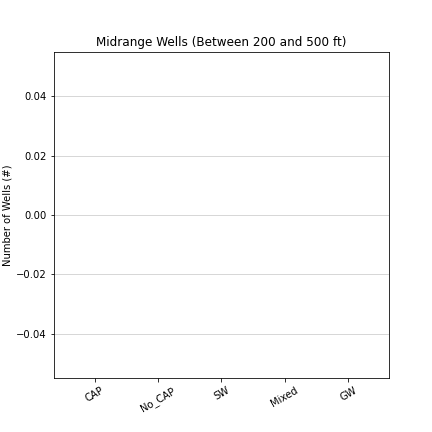 Midrange Wells (Between 200 and 500 ft)
Number of Wells (#)
0.04
0.02
0.00
−0.02
−0.04
CAP
No_CAP
SW
Mixed
GW